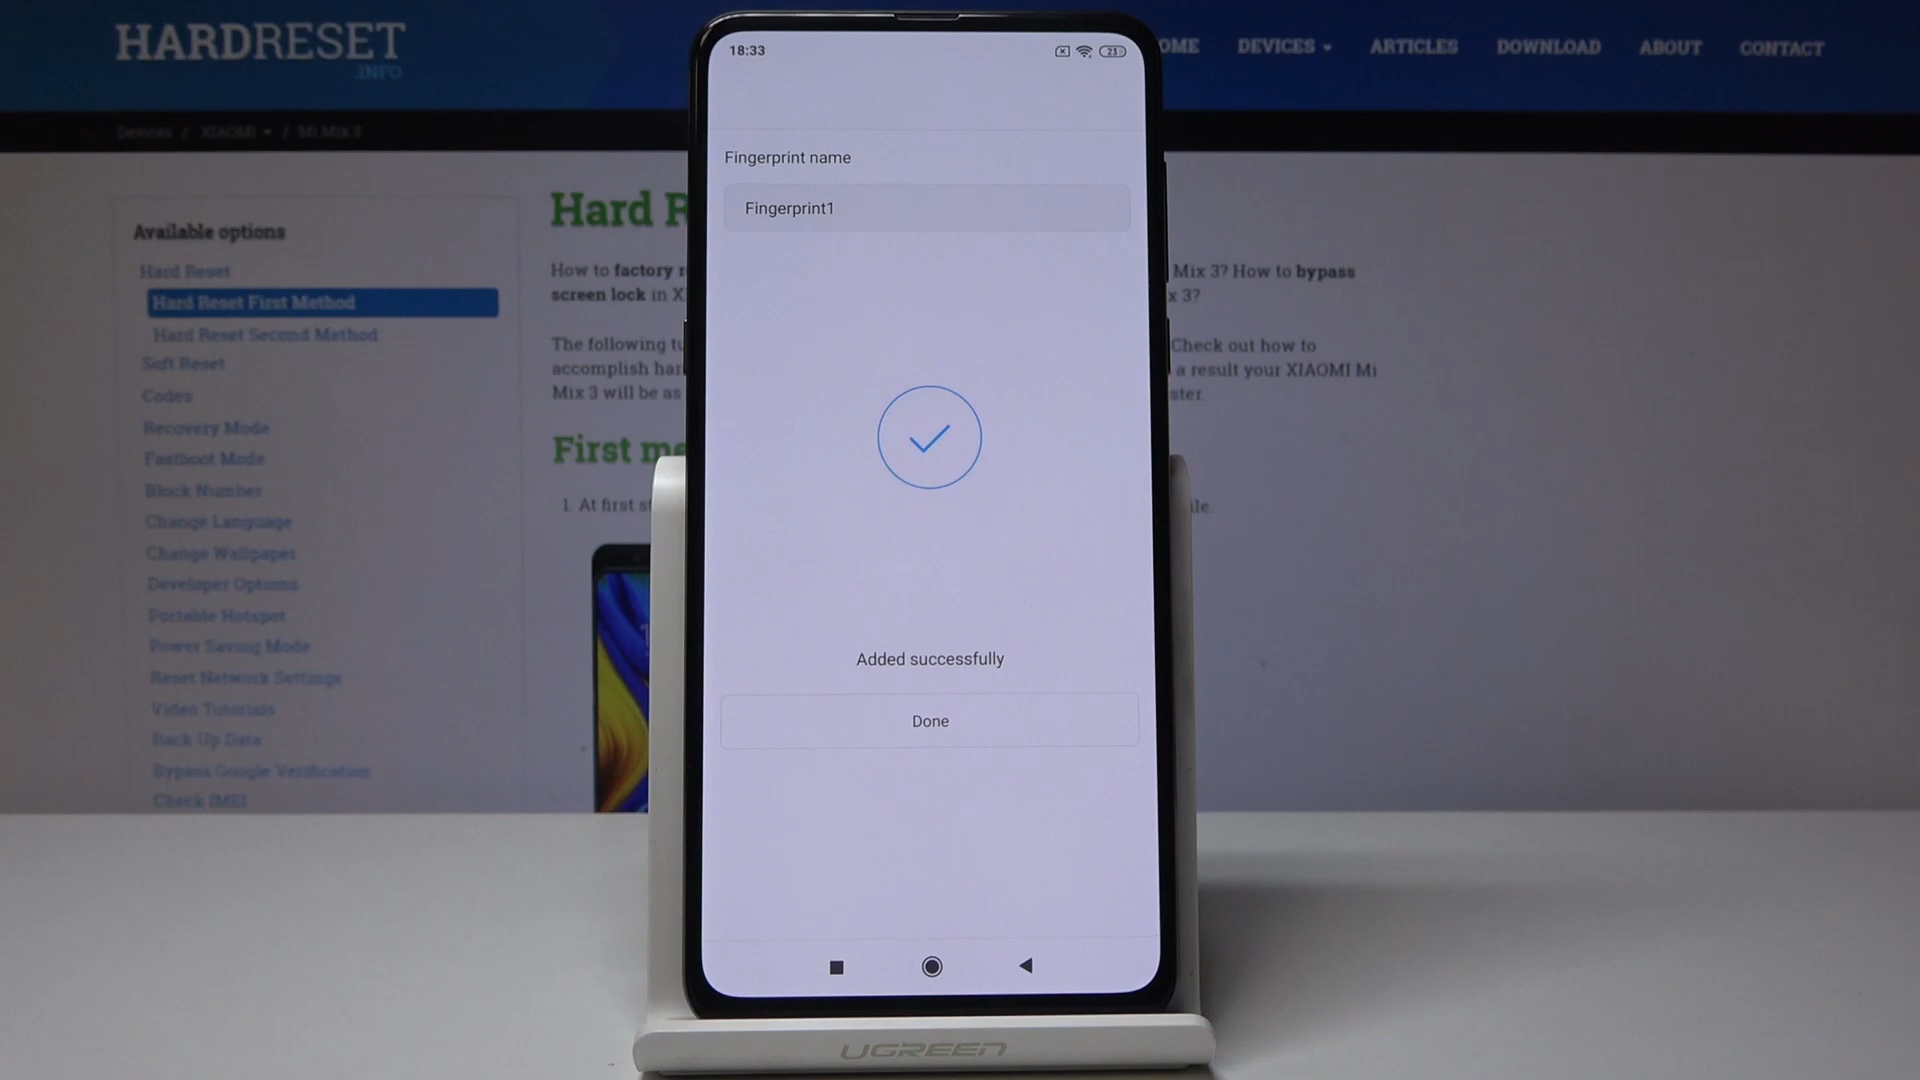 HARDRESET
.INFO
OME DEVICES ARTICLES DOWNLOAD ABOUT CONTACT
Devices / XIAOMI / Mi Mix 3
18:33
23
Fingerprint name
Fingerprint1
Added successfully
Done
Available options
Hard Reset
Hard Reset First Method
Hard Reset Second Method
Soft Reset
Codes
Recovery Mode
Fastboot Mode
Block Number
Change Language
Change Wallpaper
Developer Options
Portable Hotspot
Power Saving Mode
Reset Network Settings
Video Tutorials
Back Up Data
Bypass Google Verification
Check IMEI
Hard R
How to factory r Mix 3? How to bypass
screen lock in X x 3?
The following tu Check out how to
accomplish har a result your XIAOMI Mi
Mix 3 will be as ster.
First me
1. At first s ile.
UGREEN